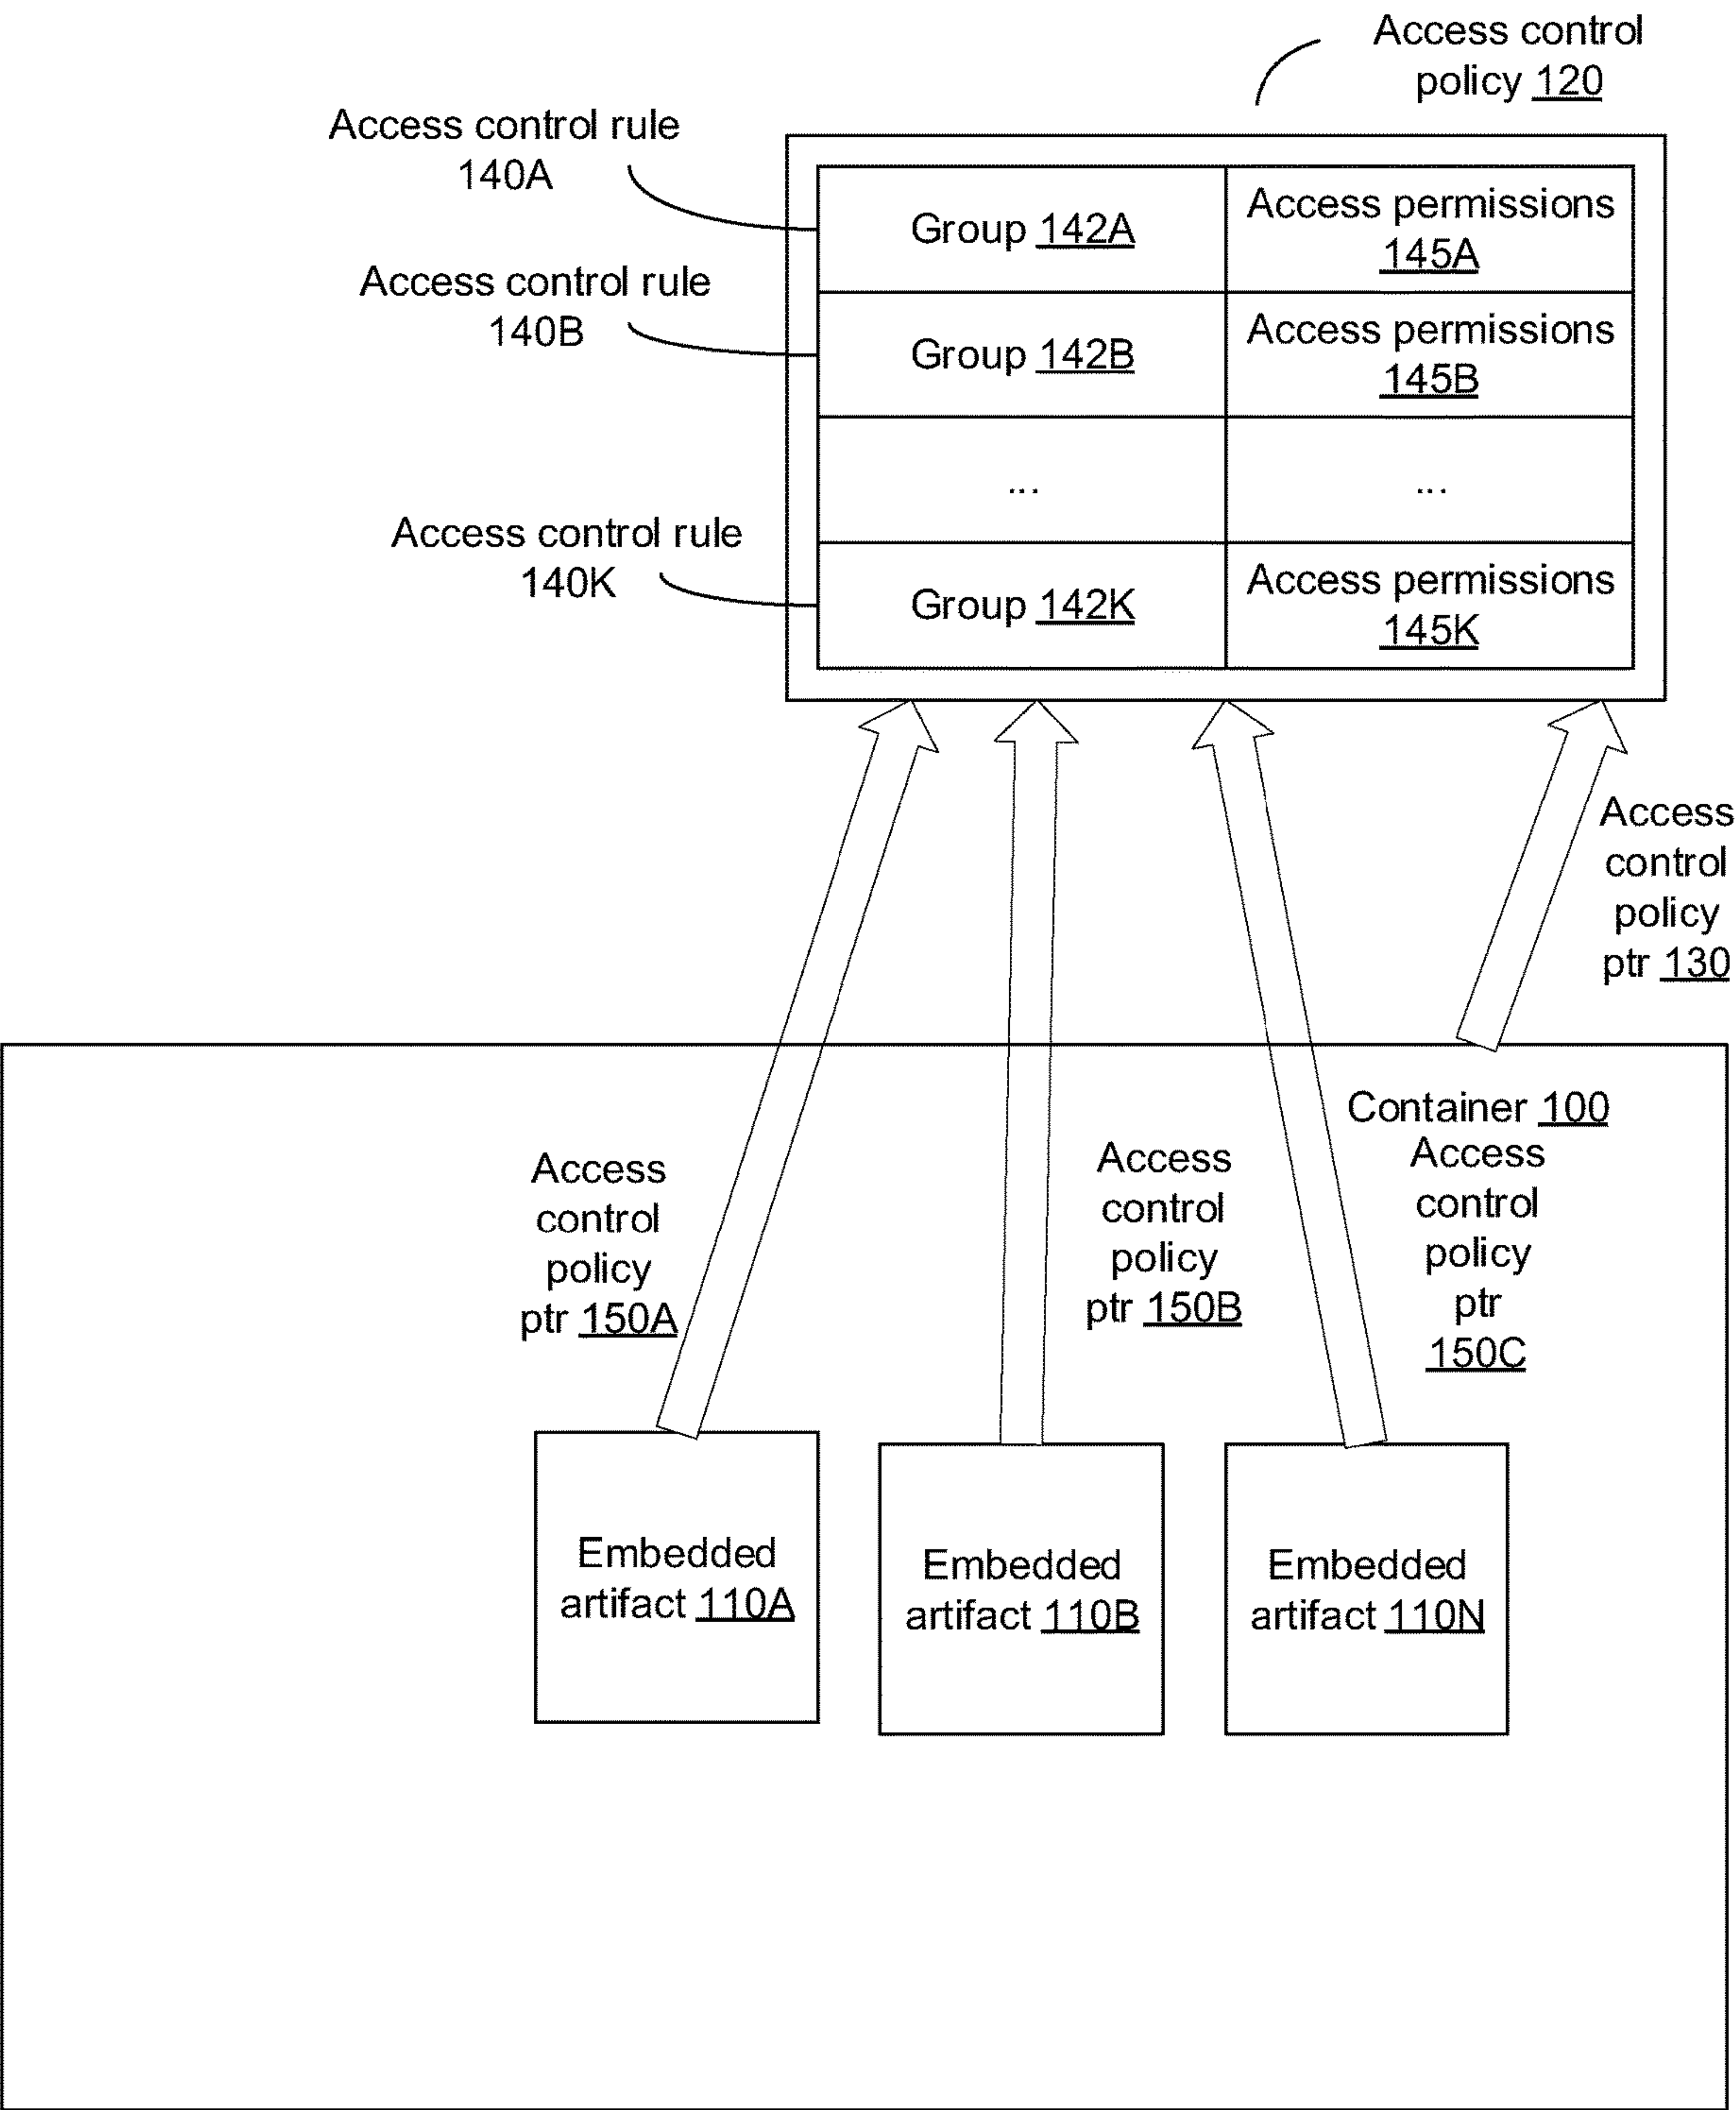 Access control
policy 120
Access control rule
140A
Group 142A
Access permissions
145A
Access control rule
140B
Group 142B
Access permissions
145B
...
...
Access control rule
140K
Group 142K
Access permissions
145K
Access
control
policy
ptr 130
Container 100
Access
control
policy
ptr 150A
Access
control
policy
ptr 150B
Access
control
policy
ptr
150C
Embedded
artifact 110A
Embedded
artifact 110B
Embedded
artifact 110N